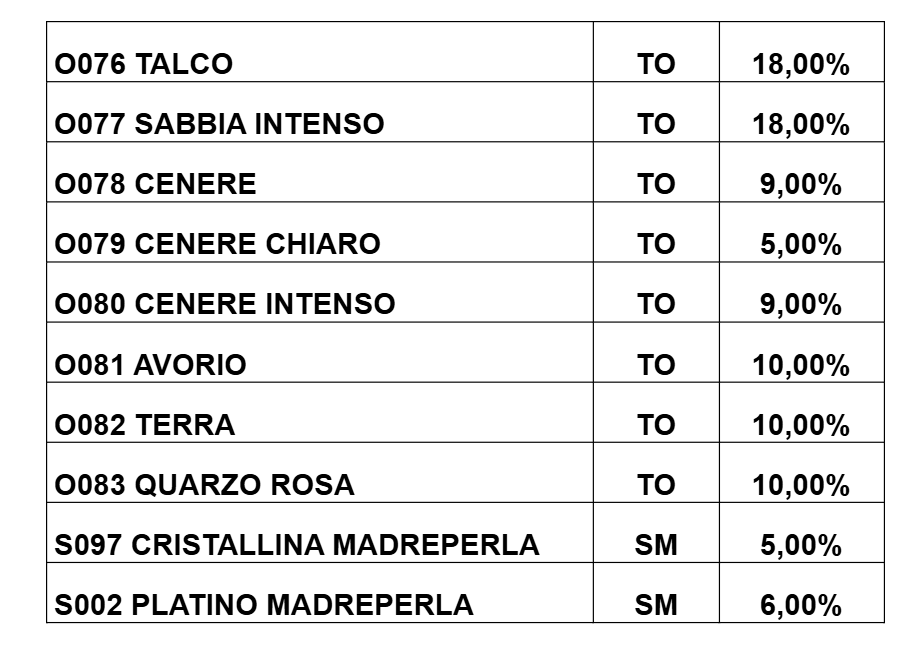 O076 TALCO TO 18,00%
O077 SABBIA INTENSO TO 18,00%
O078 CENERE TO 9,00%
O079 CENERE CHIARO TO 5,00%
O080 CENERE INTENSO TO 9,00%
O081 AVORIO TO 10,00%
O082 TERRA TO 10,00%
O083 QUARZO ROSA TO 10,00%
S097 CRISTALLINA MADREPERLA SM 5,00%
S002 PLATINO MADREPERLA SM 6,00%